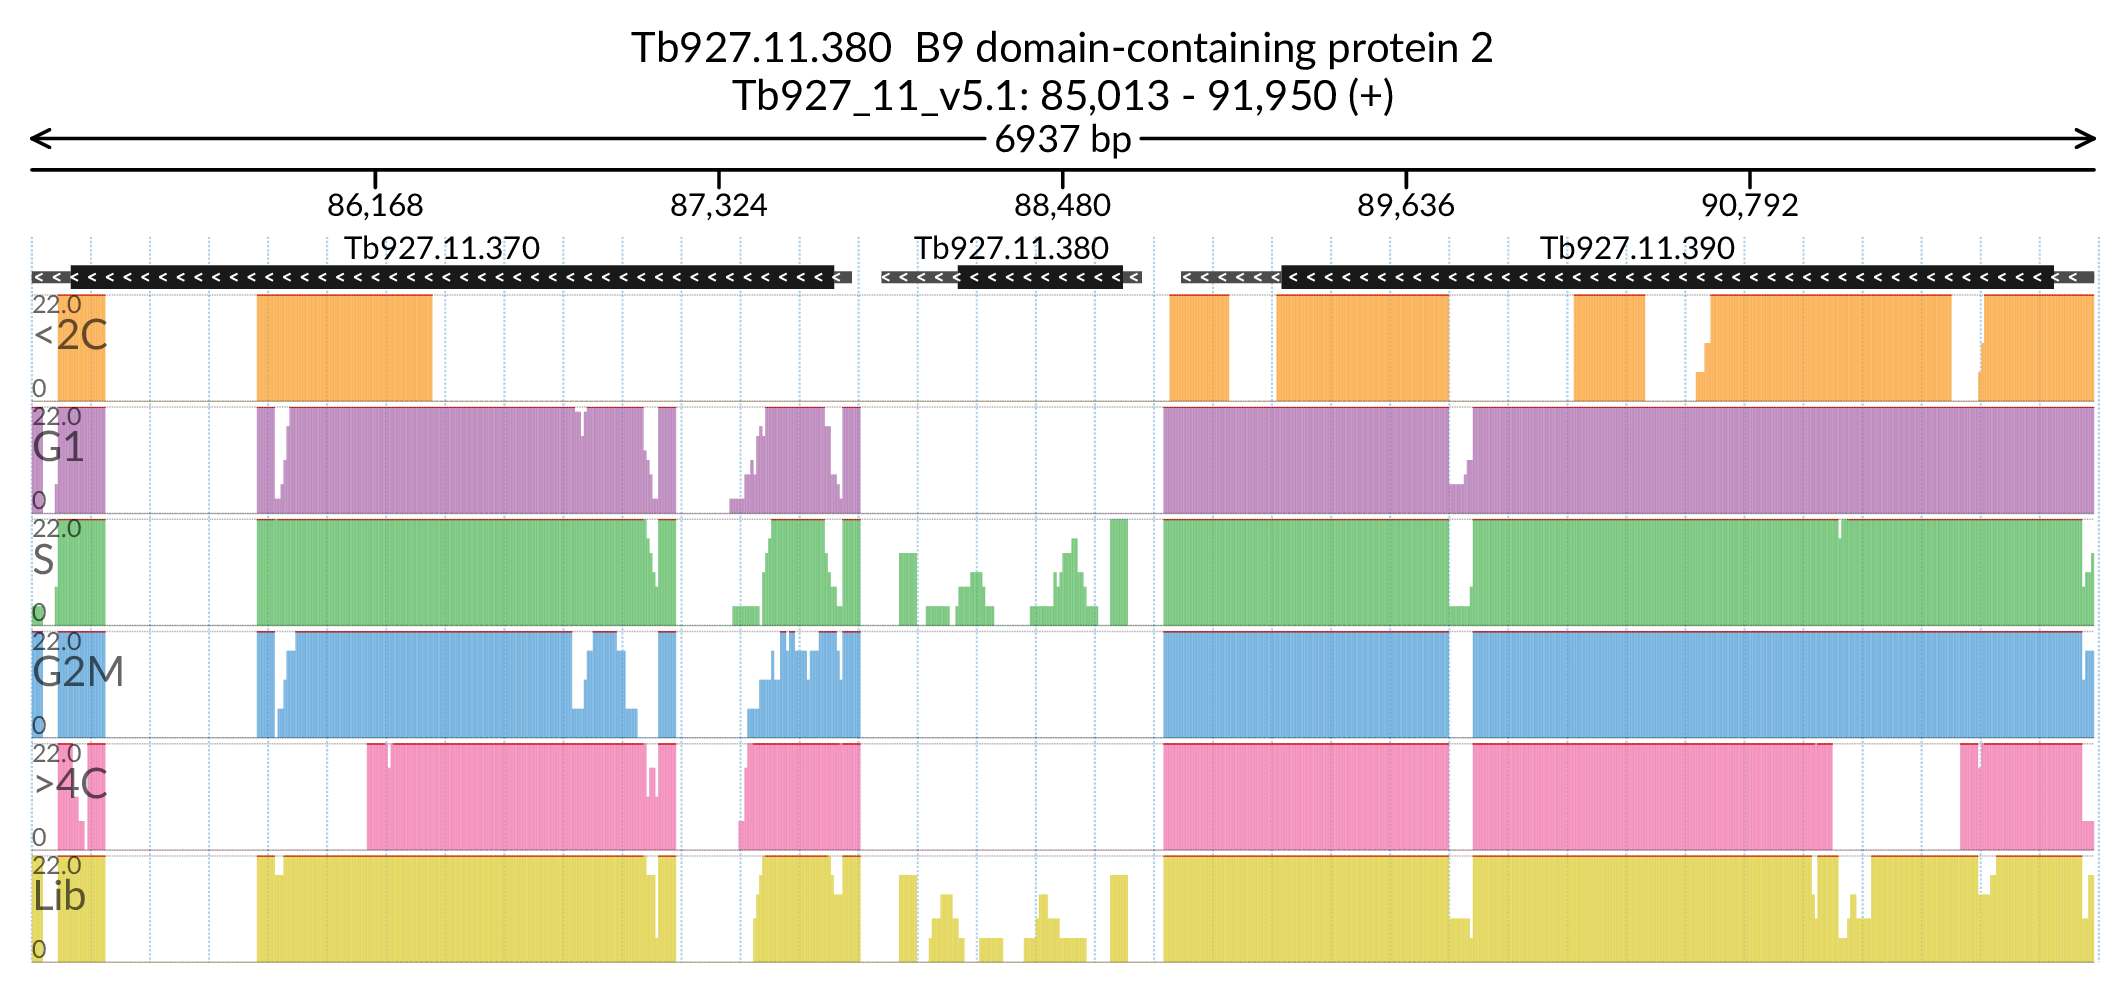 Tb927.11.380 B9 domain-containing protein 2
Tb927_11_v5.1: 85,013 - 91,950 (+)
6937 bp
86,168 87,324 88,480 89,636 90,792
Tb927.11.370 Tb927.11.380 Tb927.11.390
22.0
<2C
0
22.0
G1
0
22.0
S
0
22.0
G2M
0
22.0
>4C
0
22.0
Lib
0